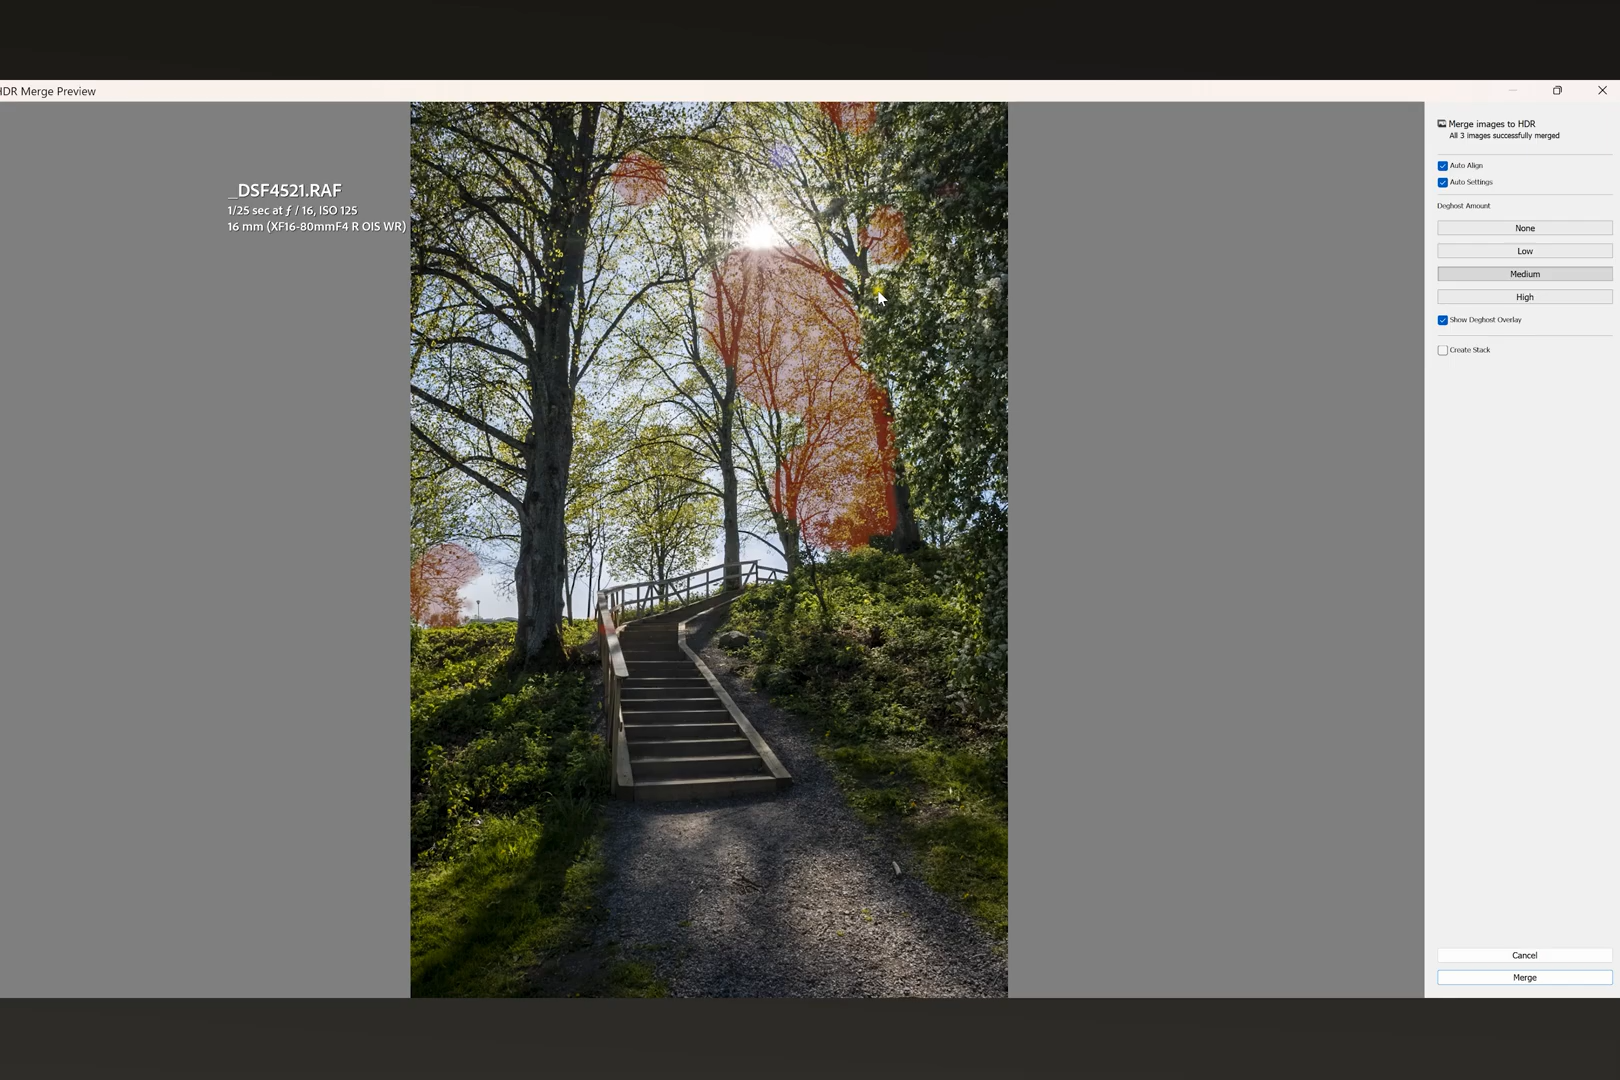 HDR Merge Preview
_DSF4521.RAF
1/25 sec at ƒ / 16, ISO 125
16 mm (XF16-80mmF4 R OIS WR)
Merge images to HDR
All 3 images successfully merged
Auto Align
Auto Settings
Deghost Amount
None
Low
Medium
High
Show Deghost Overlay
Create Stack
Cancel
Merge